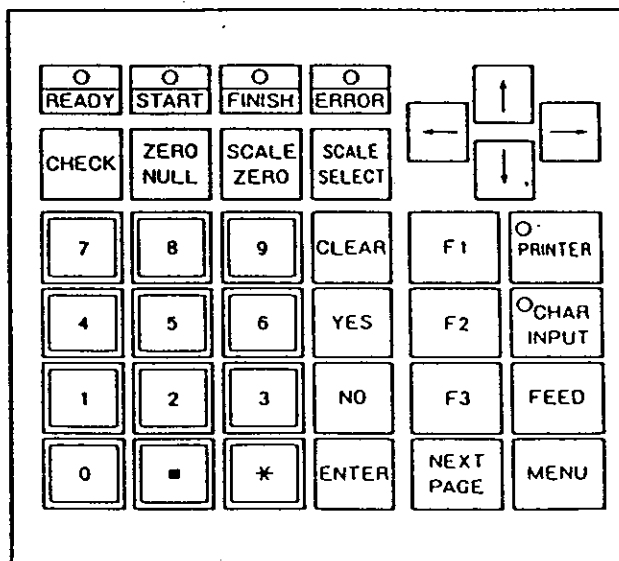 READY START FINISH ERROR
↑
← →
↓
CHECK ZERO NULL SCALE ZERO SCALE SELECT
7 8 9 CLEAR F1 PRINTER
4 5 6 YES F2 CHAR INPUT
1 2 3 NO F3 FEED
0 ■ * ENTER NEXT PAGE MENU